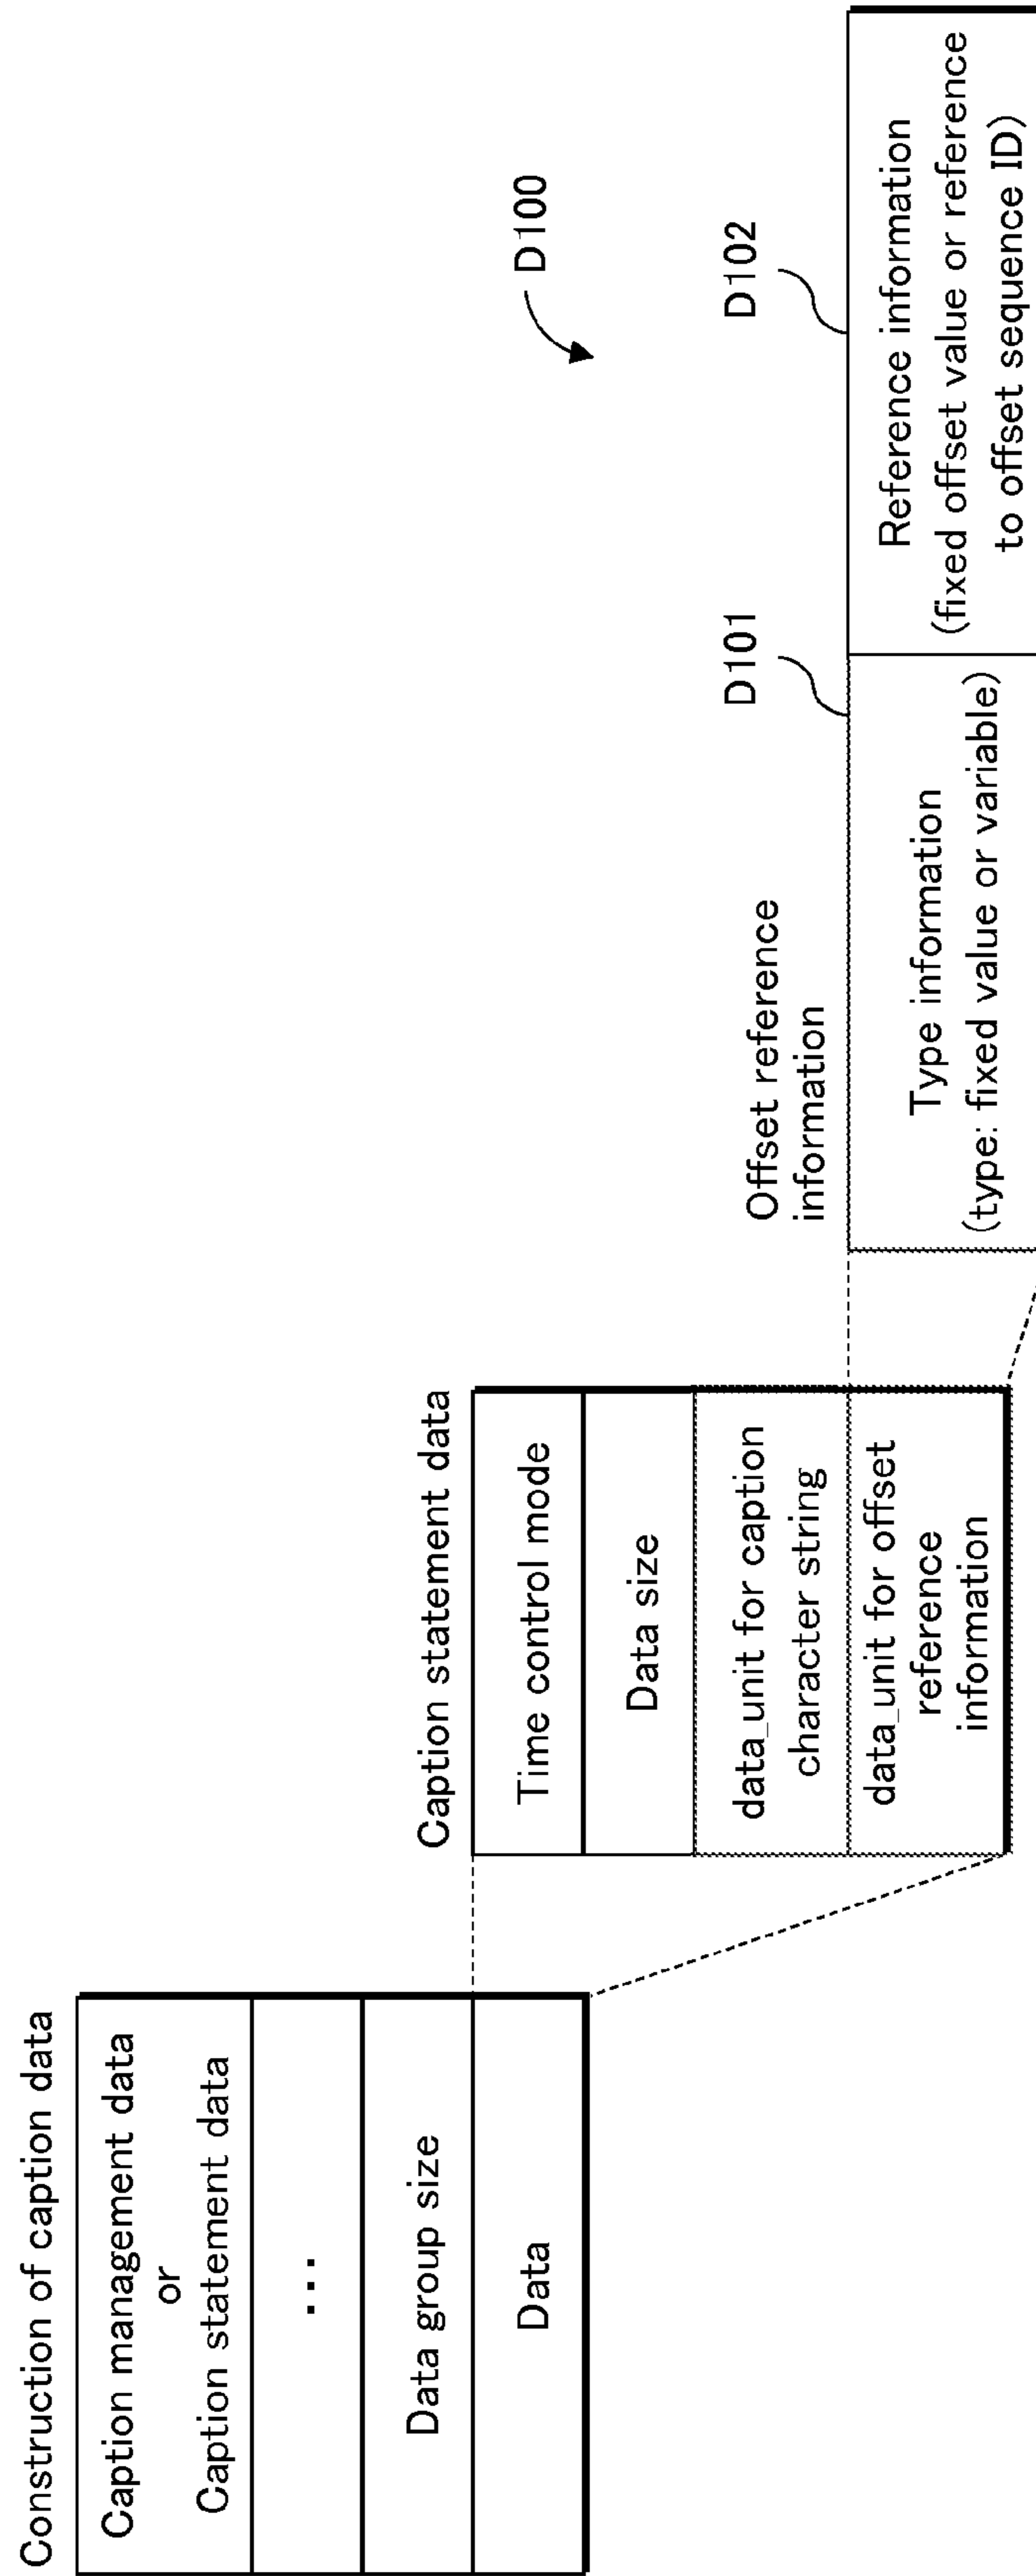 Construction of caption data
Caption management data
or
Caption statement data
...
Data group size
Data
Caption statement data
Time control mode
Data size
data_unit for caption
character string
data_unit for offset
reference
information
D100
Offset reference
information
D101
D102
Type information
(type: fixed value or variable)
Reference information
(fixed offset value or reference
to offset sequence ID)